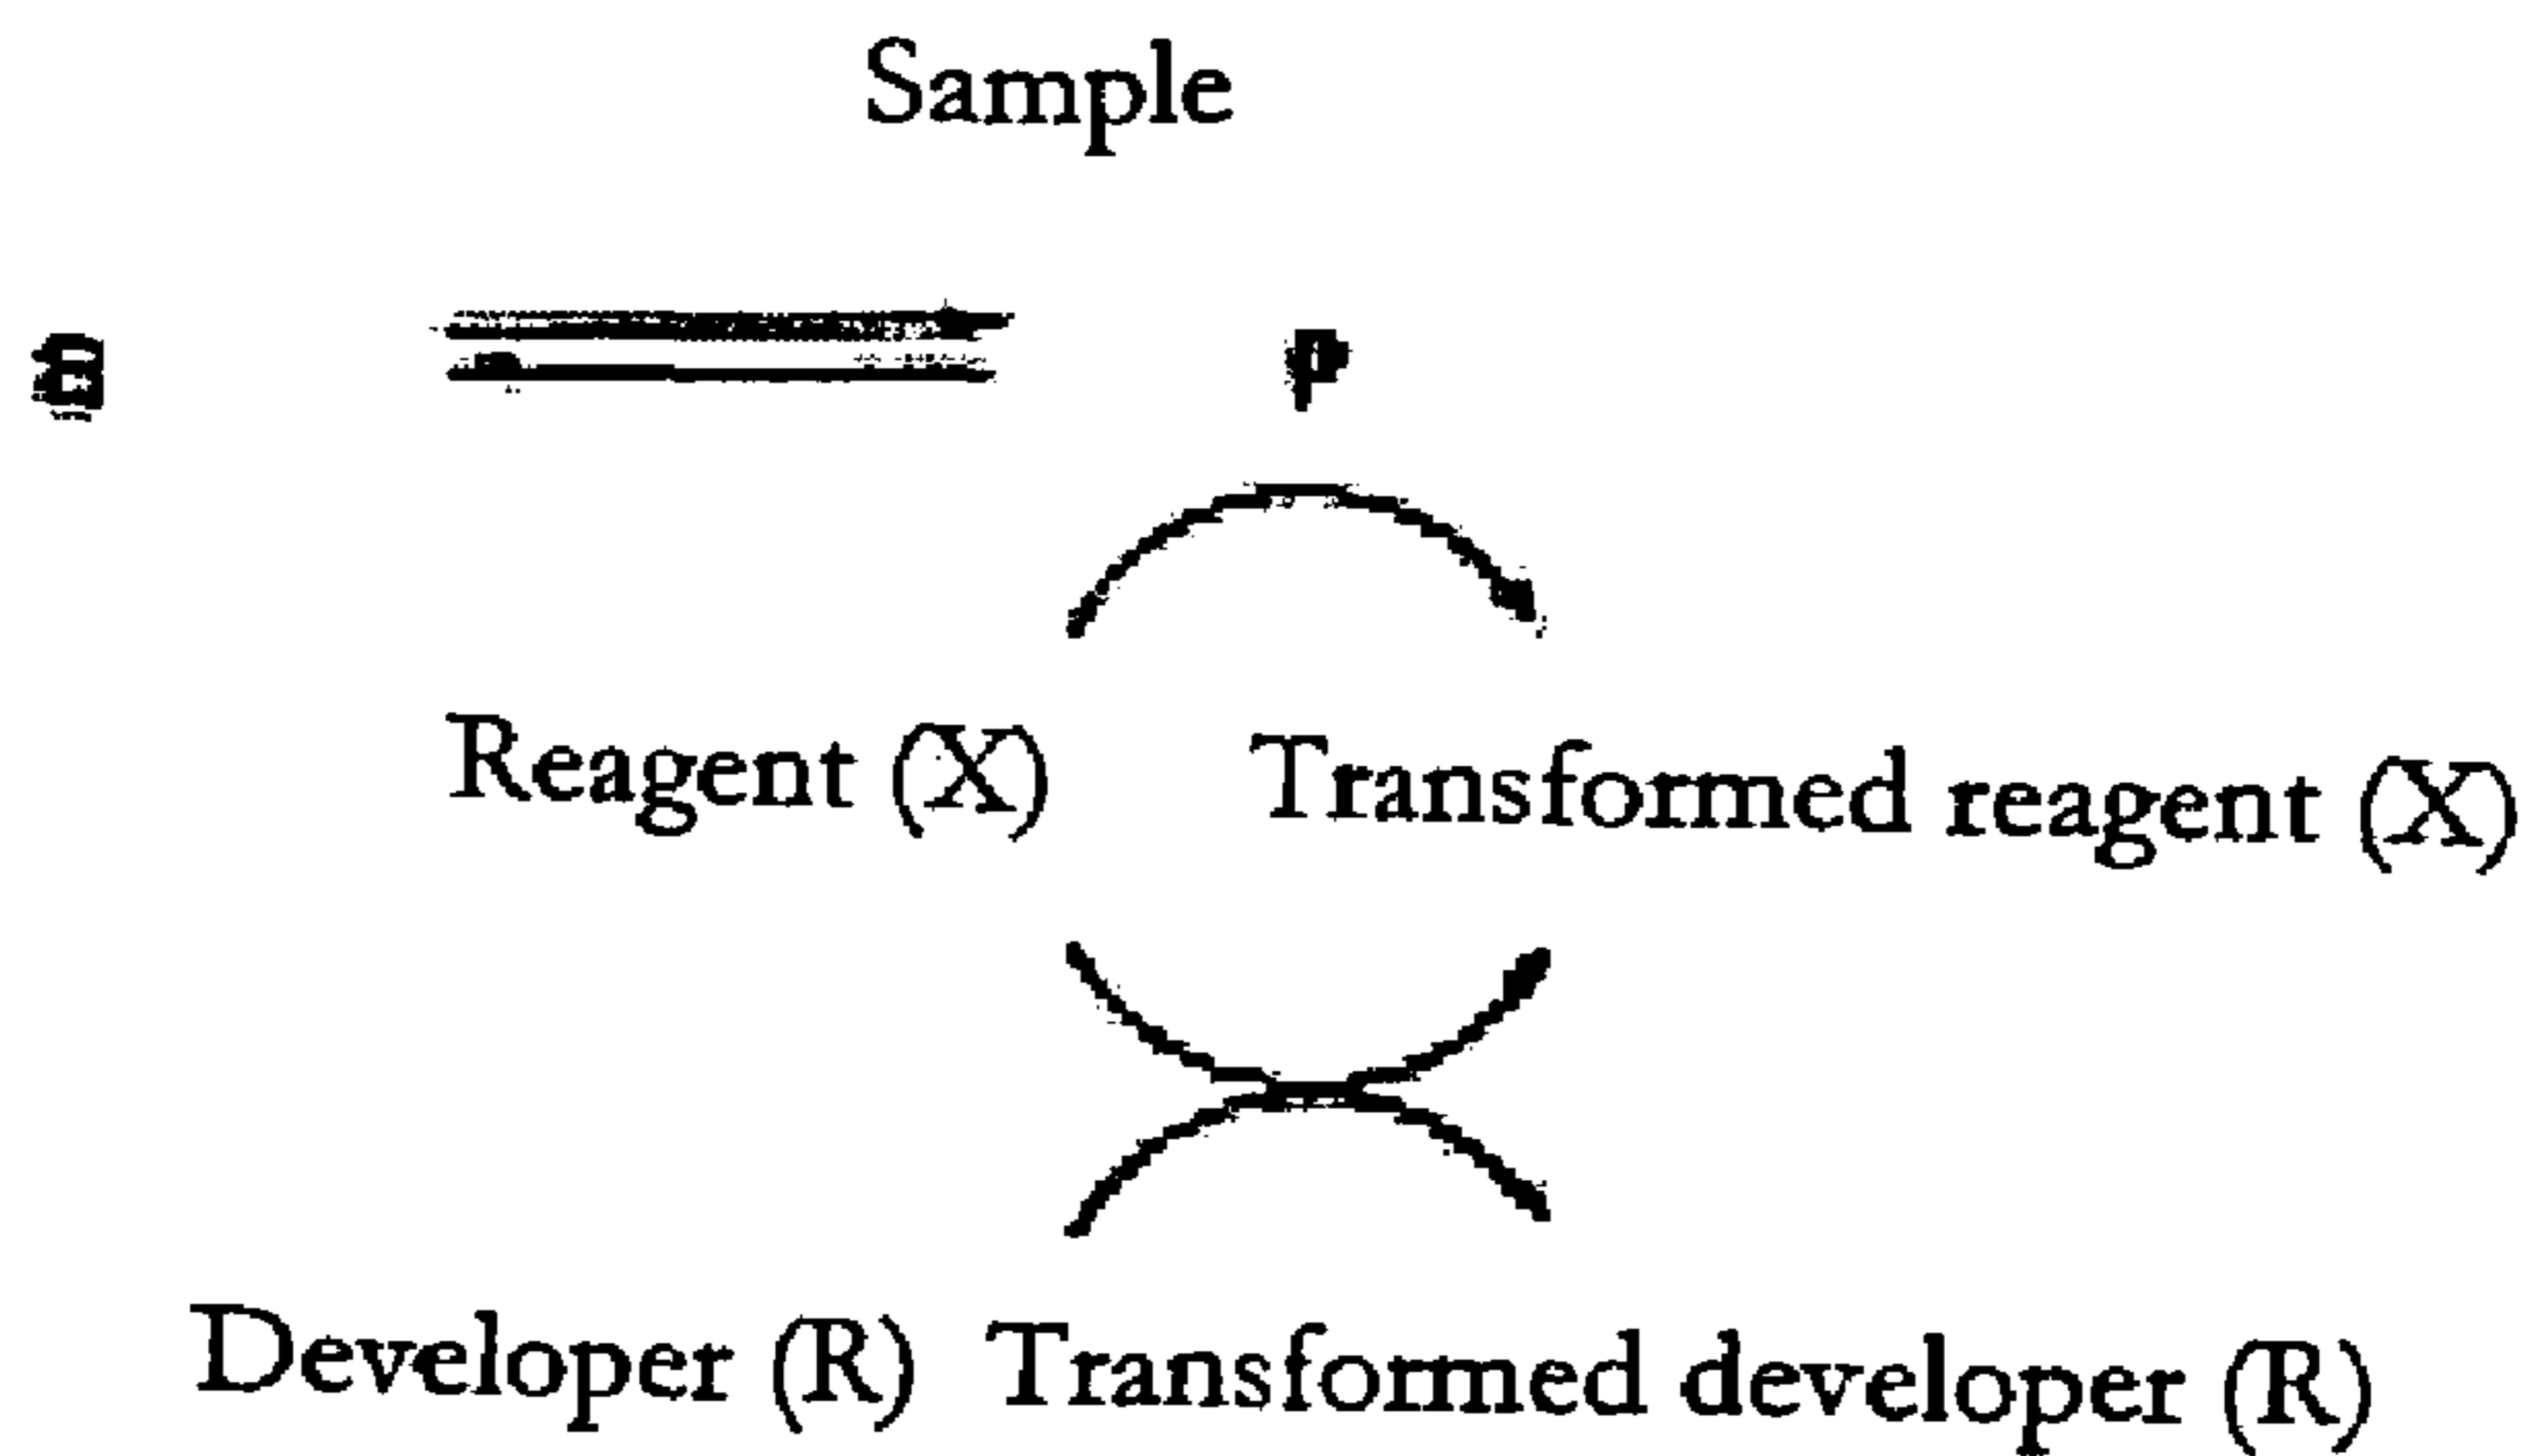 Sample
p
Reagent (X) Transformed reagent (X)
Developer (R) Transformed developer (R)